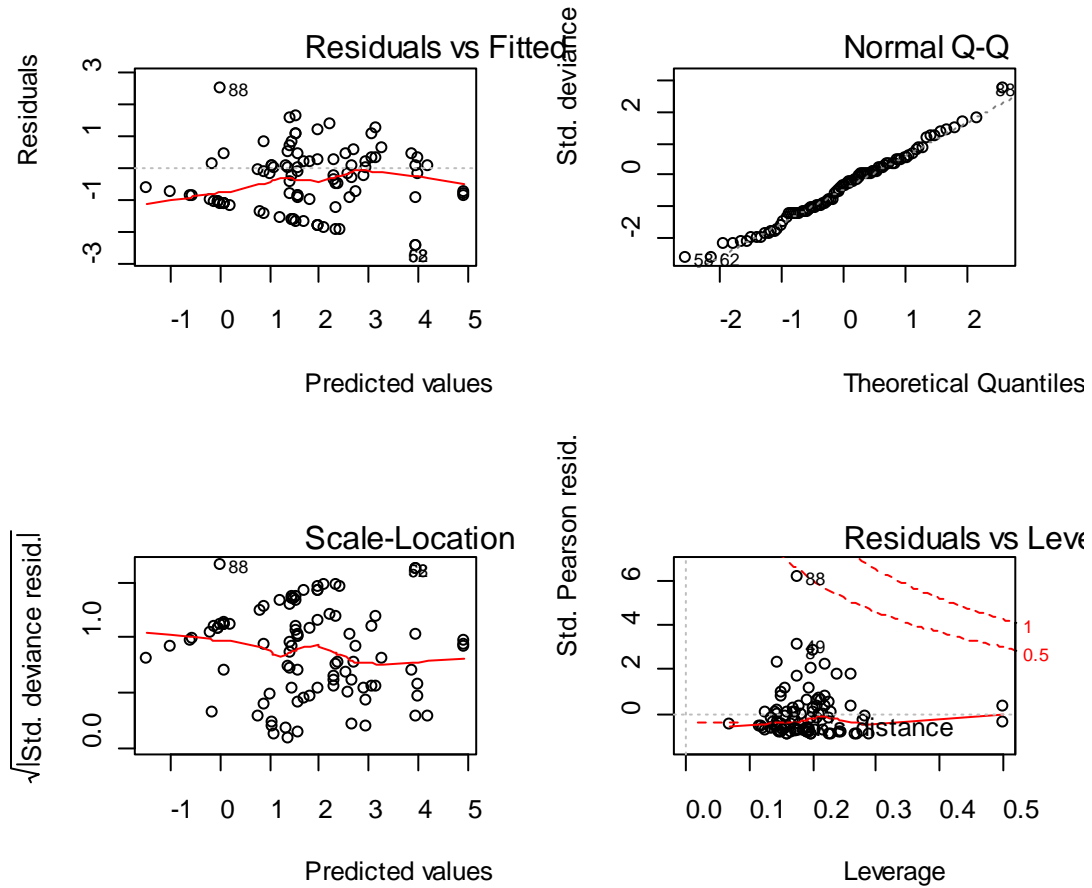 Residuals vs Fitted
Residuals
3
1
-1
-3
88
62
-1 0 1 2 3 4 5
Predicted values
Normal Q-Q
Std. deviance
2
0
-2
58 62
-2 -1 0 1 2
Theoretical Quantiles
Scale-Location
√|Std. deviance resid.|
1.0
0.0
88
-1 0 1 2 3 4 5
Predicted values
Residuals vs Leve
Std. Pearson resid.
6
4
2
0
88
49
1
0.5
distance
0.0 0.1 0.2 0.3 0.4 0.5
Leverage